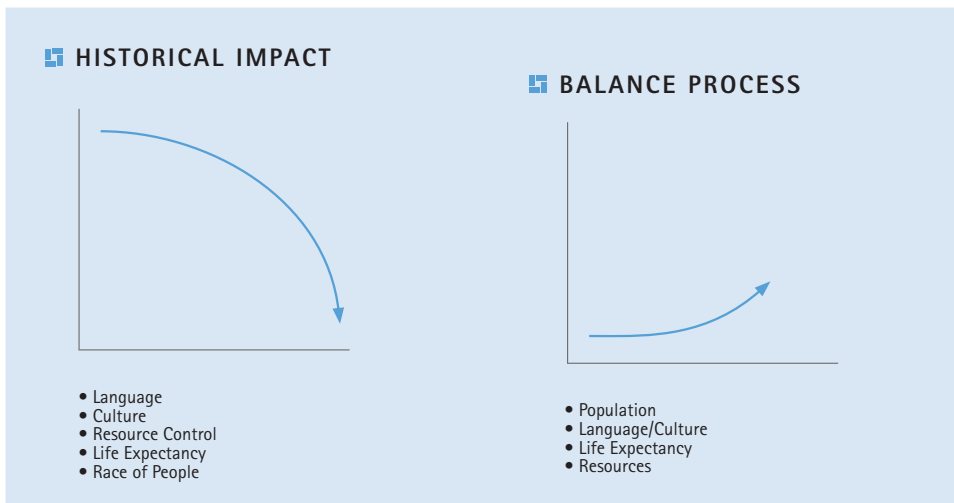 HISTORICAL IMPACT
• Language
• Culture
• Resource Control
• Life Expectancy
• Race of People
BALANCE PROCESS
• Population
• Language/Culture
• Life Expectancy
• Resources